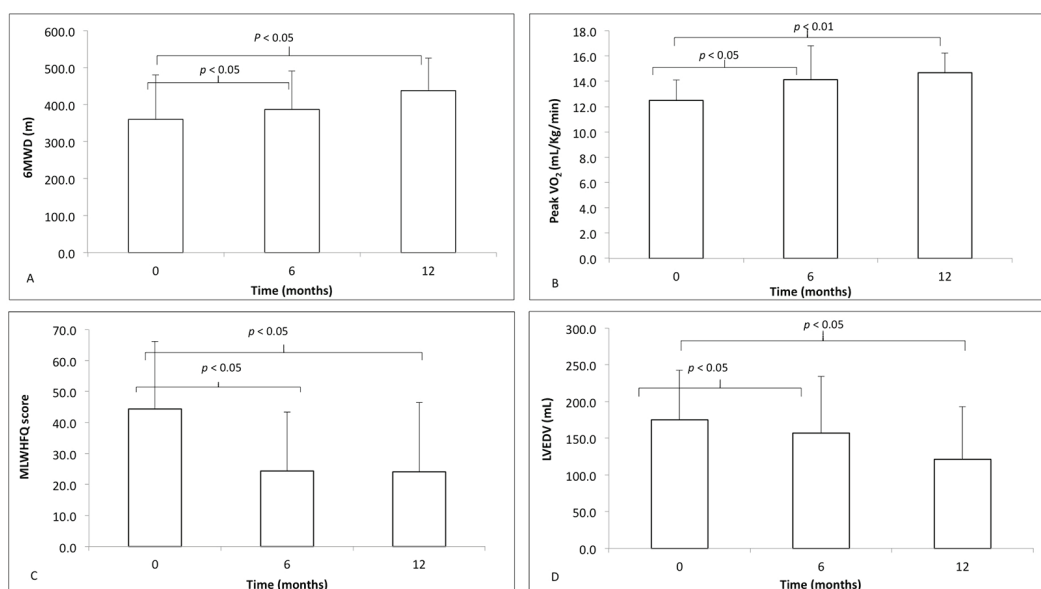 600.0
500.0
400.0
300.0
200.0
100.0
0.0
6MWD (m)
P < 0.05
p < 0.05
0 6 12
Time (months)
A
18.0
16.0
14.0
12.0
10.0
8.0
6.0
4.0
2.0
0.0
Peak VO₂ (mL/Kg/min)
p < 0.01
p < 0.05
0 6 12
Time (months)
B
70.0
60.0
50.0
40.0
30.0
20.0
10.0
0.0
MLWHFQ score
p < 0.05
p < 0.05
0 6 12
Time (months)
C
300.0
250.0
200.0
150.0
100.0
50.0
0.0
LVEDV (mL)
p < 0.05
p < 0.05
0 6 12
Time (months)
D